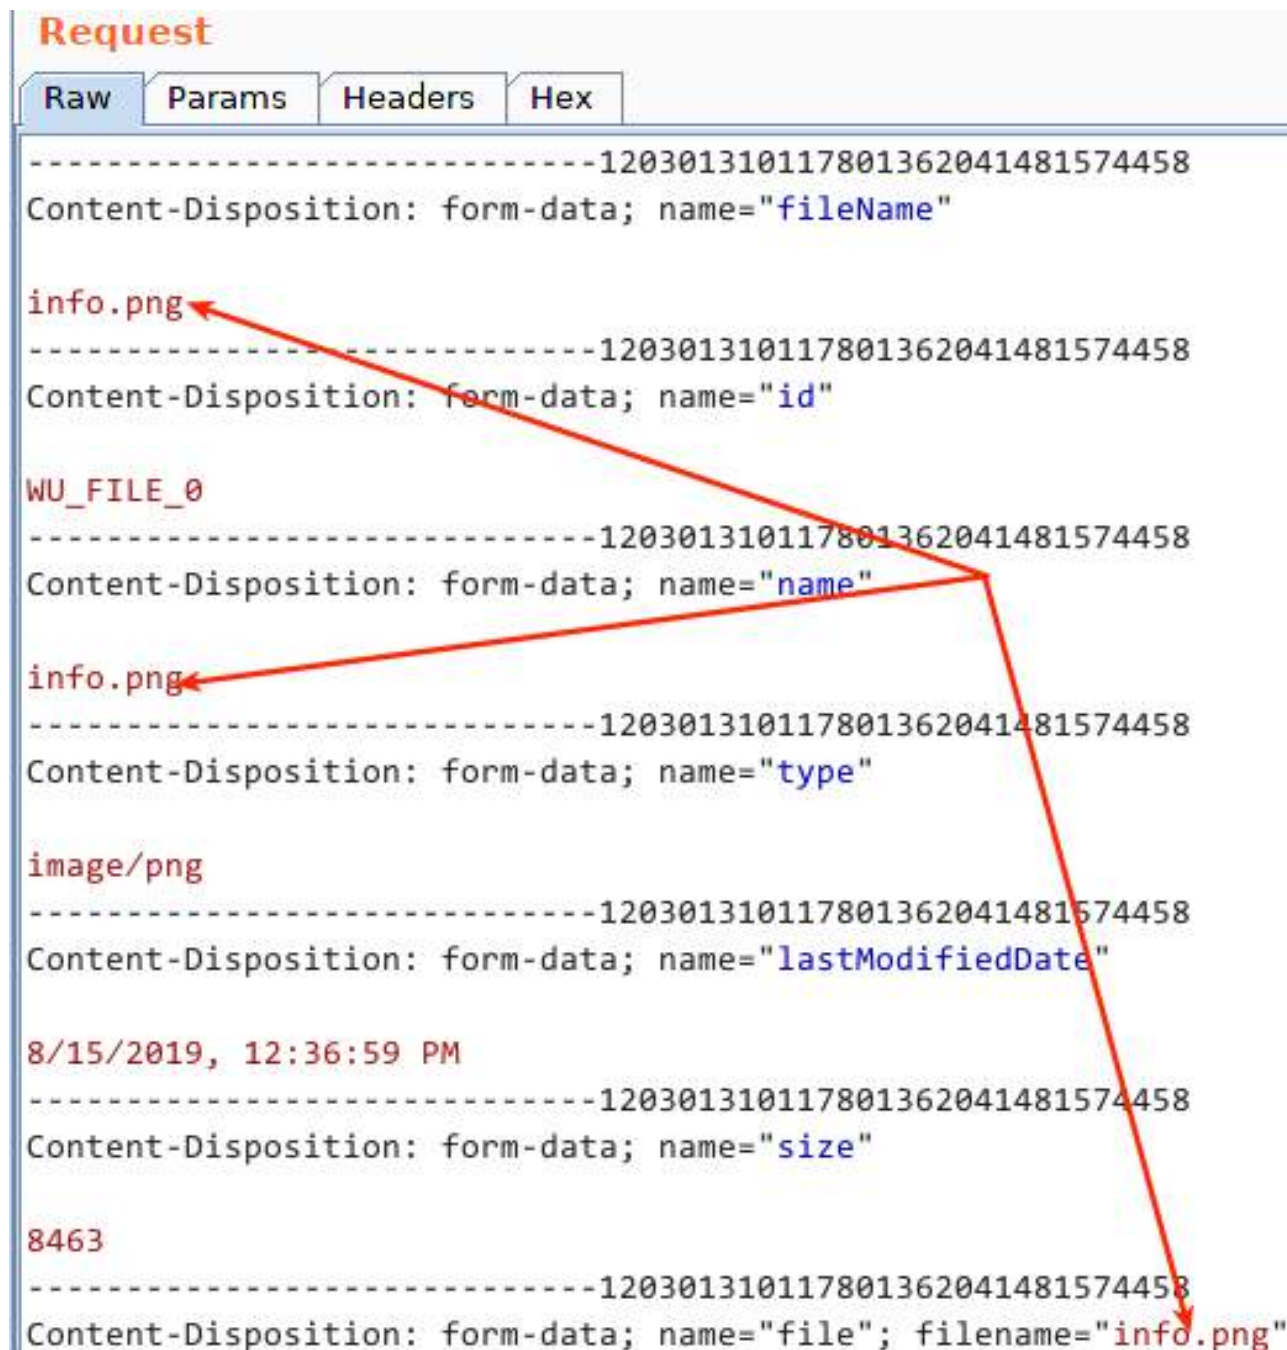 Request
Raw Params Headers Hex
-----------------------------120301310117801362041481574458
Content-Disposition: form-data; name="fileName"
info.png
-----------------------------120301310117801362041481574458
Content-Disposition: form-data; name="id"
WU_FILE_0
-----------------------------120301310117801362041481574458
Content-Disposition: form-data; name="name"
info.png
-----------------------------120301310117801362041481574458
Content-Disposition: form-data; name="type"
image/png
-----------------------------120301310117801362041481574458
Content-Disposition: form-data; name="lastModifiedDate"
8/15/2019, 12:36:59 PM
-----------------------------120301310117801362041481574458
Content-Disposition: form-data; name="size"
8463
-----------------------------120301310117801362041481574458
Content-Disposition: form-data; name="file"; filename="info.png"